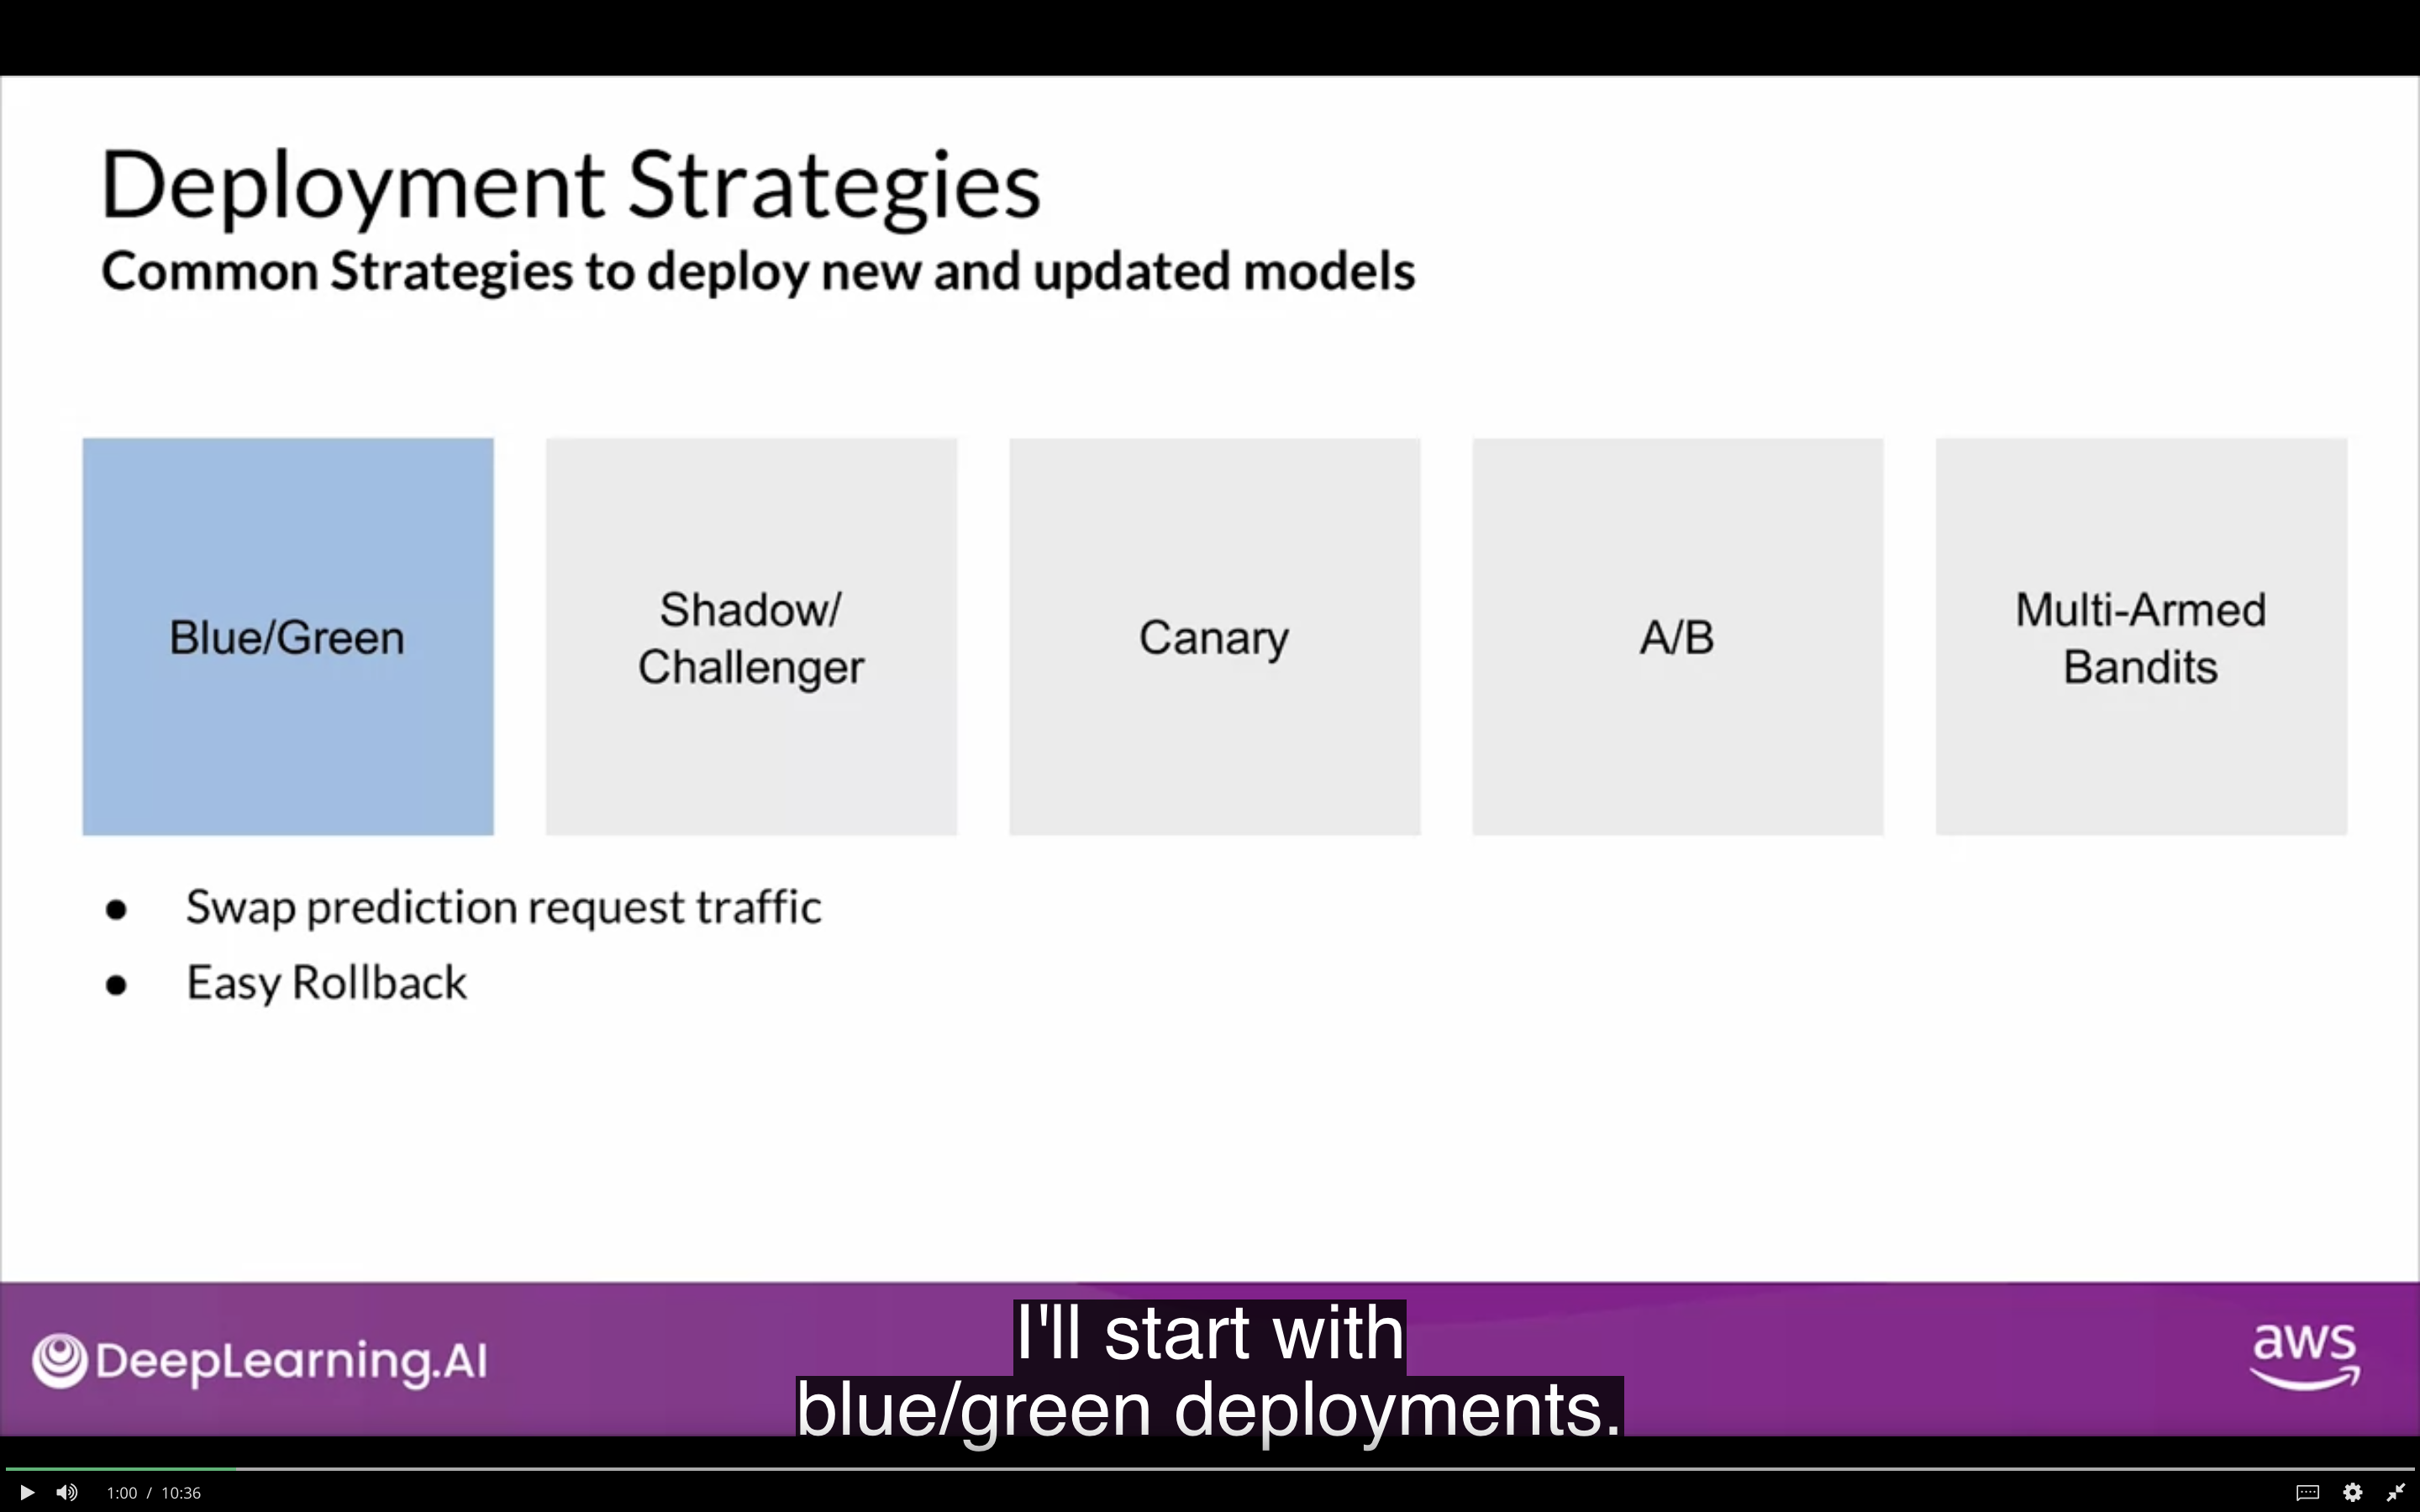 Deployment Strategies
Common Strategies to deploy new and updated models
Blue/Green
Shadow/
Challenger
Canary
A/B
Multi-Armed
Bandits
● Swap prediction request traffic
● Easy Rollback
DeepLearning.AI
I'll start with
blue/green deployments.
aws
1:00 / 10:36